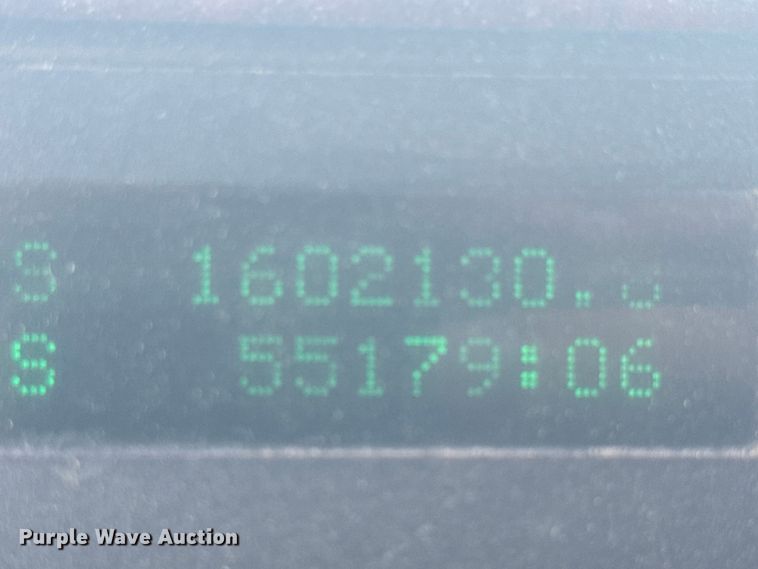 S 1602130.
S 55179:06
Purple Wave Auction